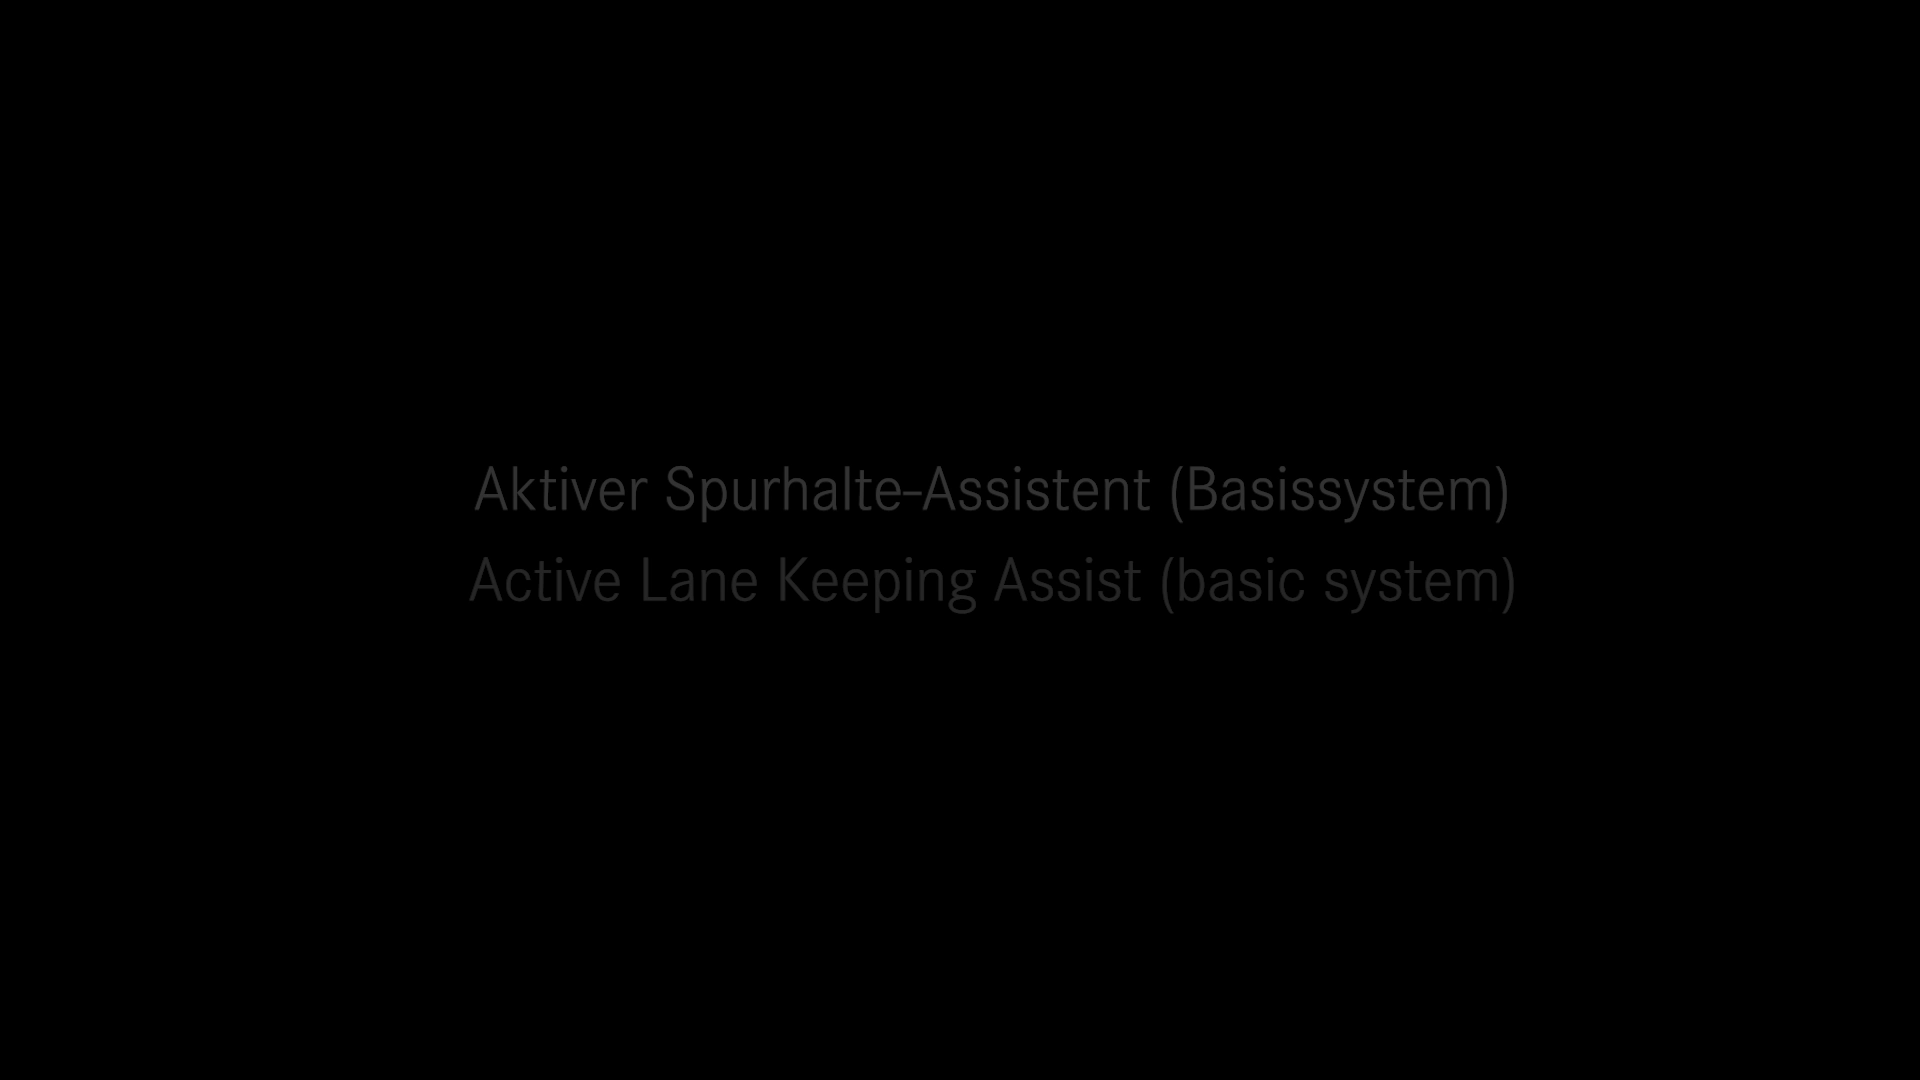 Aktiver Spurhalte-Assistent (Basissystem)
Active Lane Keeping Assist (basic system)